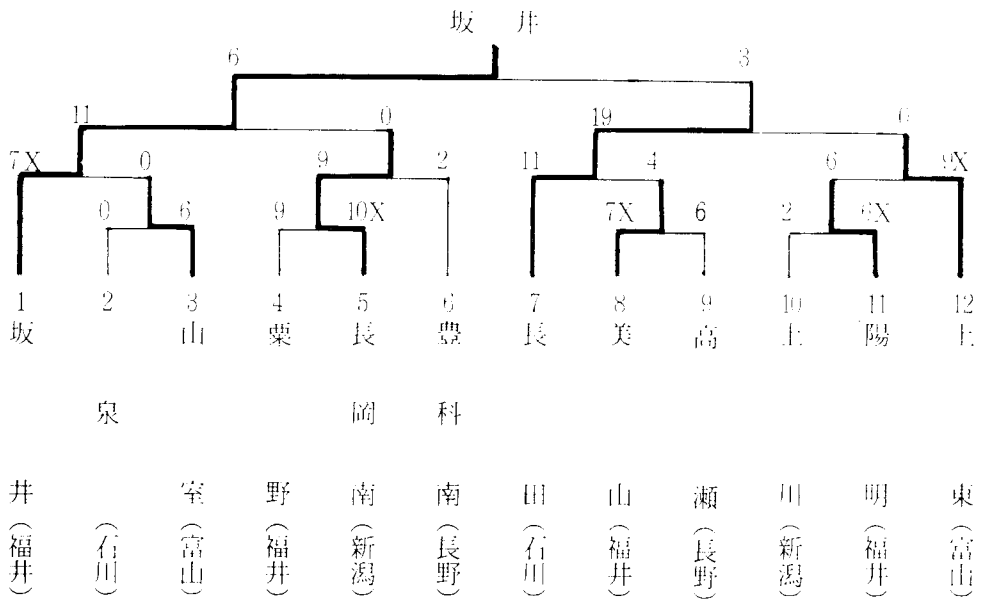 坂 井
6 3
11 0 19 0
7X 0 9 2 11 4 6 9X
0 6 9 10X 7X 6 2 6X
1 2 3 4 5 6 7 8 9 10 11 12
坂井(福井)
泉(石川)
山室(富山)
粟野(福井)
長岡南(新潟)
豊科南(長野)
長田(石川)
美山(福井)
高瀬(長野)
上川(新潟)
陽明(福井)
上東(富山)